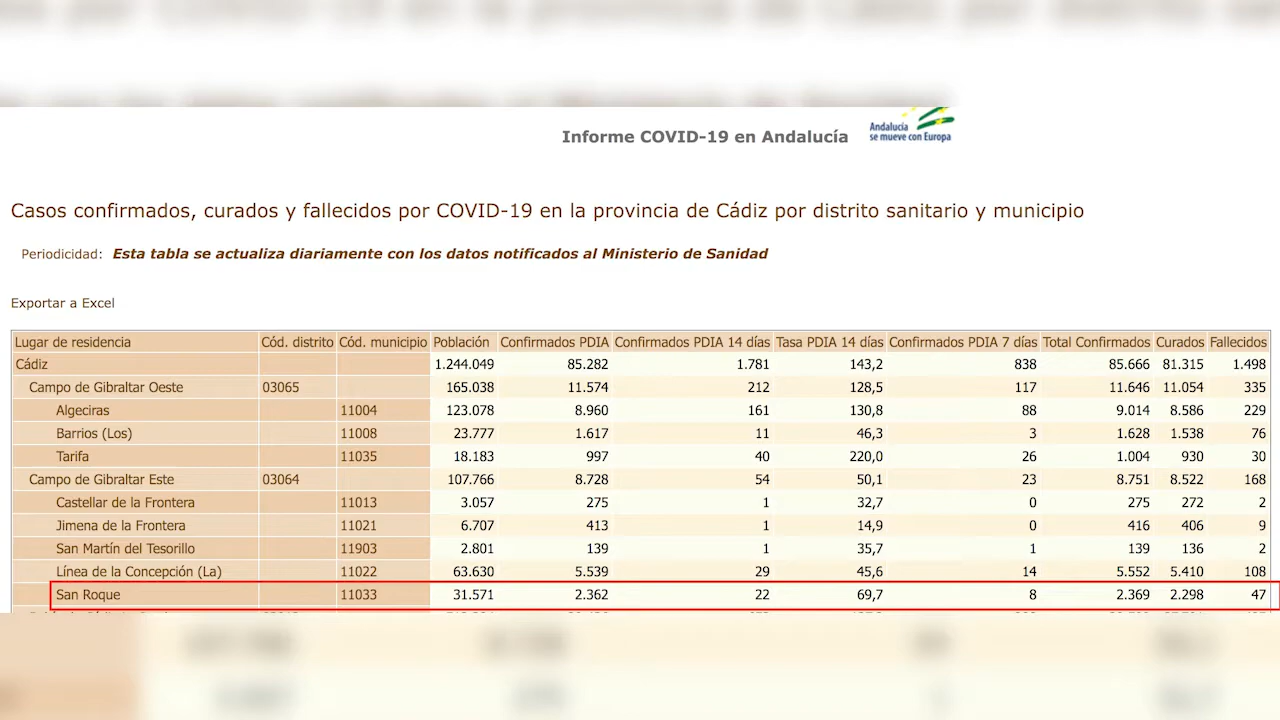 Informe COVID-19 en Andalucía
Andalucía
se mueve con Europa
Casos confirmados, curados y fallecidos por COVID-19 en la provincia de Cádiz por distrito sanitario y municipio
Periodicidad: Esta tabla se actualiza diariamente con los datos notificados al Ministerio de Sanidad
Exportar a Excel
Lugar de residencia Cód. distrito Cód. municipio Población Confirmados PDIA Confirmados PDIA 14 días Tasa PDIA 14 días Confirmados PDIA 7 días Total Confirmados Curados Fallecidos
Cádiz 1.244.049 85.282 1.781 143,2 838 85.666 81.315 1.498
Campo de Gibraltar Oeste 03065 165.038 11.574 212 128,5 117 11.646 11.054 335
Algeciras 11004 123.078 8.960 161 130,8 88 9.014 8.586 229
Barrios (Los) 11008 23.777 1.617 11 46,3 3 1.628 1.538 76
Tarifa 11035 18.183 997 40 220,0 26 1.004 930 30
Campo de Gibraltar Este 03064 107.766 8.728 54 50,1 23 8.751 8.522 168
Castellar de la Frontera 11013 3.057 275 1 32,7 0 275 272 2
Jimena de la Frontera 11021 6.707 413 1 14,9 0 416 406 9
San Martín del Tesorillo 11903 2.801 139 1 35,7 1 139 136 2
Línea de la Concepción (La) 11022 63.630 5.539 29 45,6 14 5.552 5.410 108
San Roque 11033 31.571 2.362 22 69,7 8 2.369 2.298 47